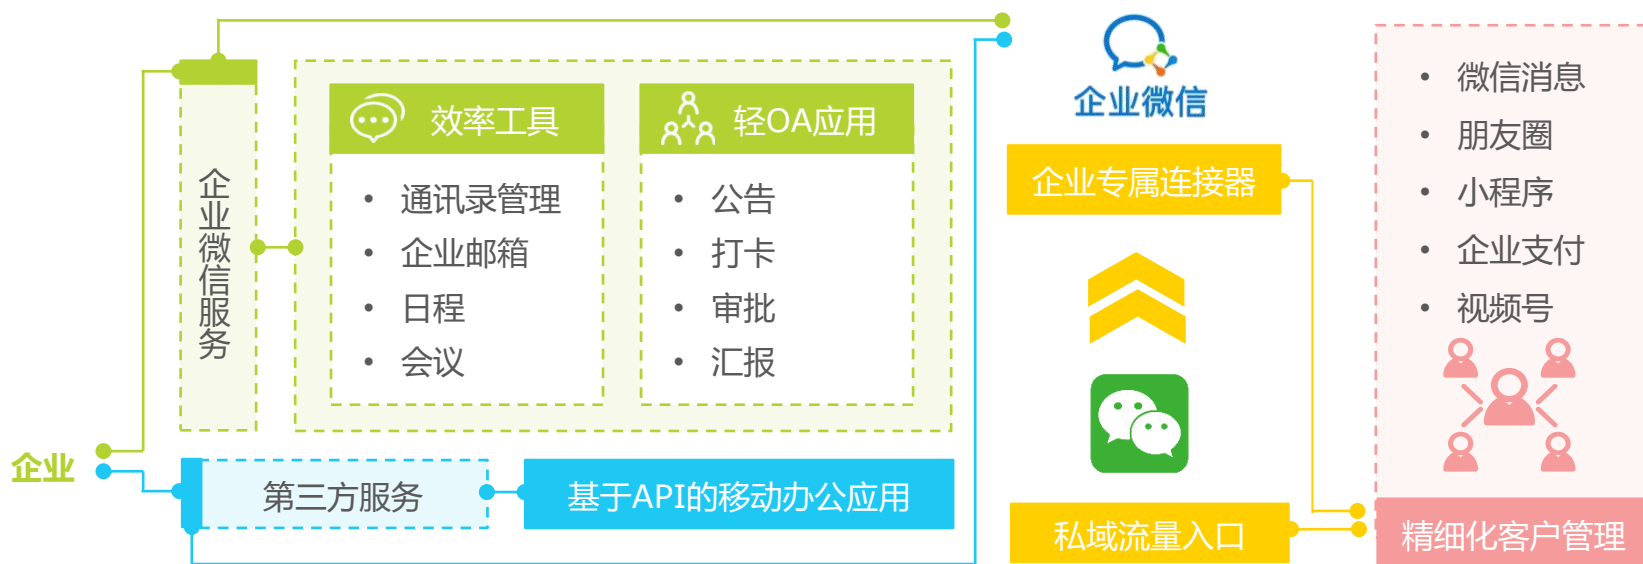 企业
企业微信服务
效率工具
通讯录管理
企业邮箱
日程
会议
轻OA应用
公告
打卡
审批
汇报
第三方服务
基于API的移动办公应用
企业微信
企业专属连接器
私域流量入口
微信消息
朋友圈
小程序
企业支付
视频号
精细化客户管理